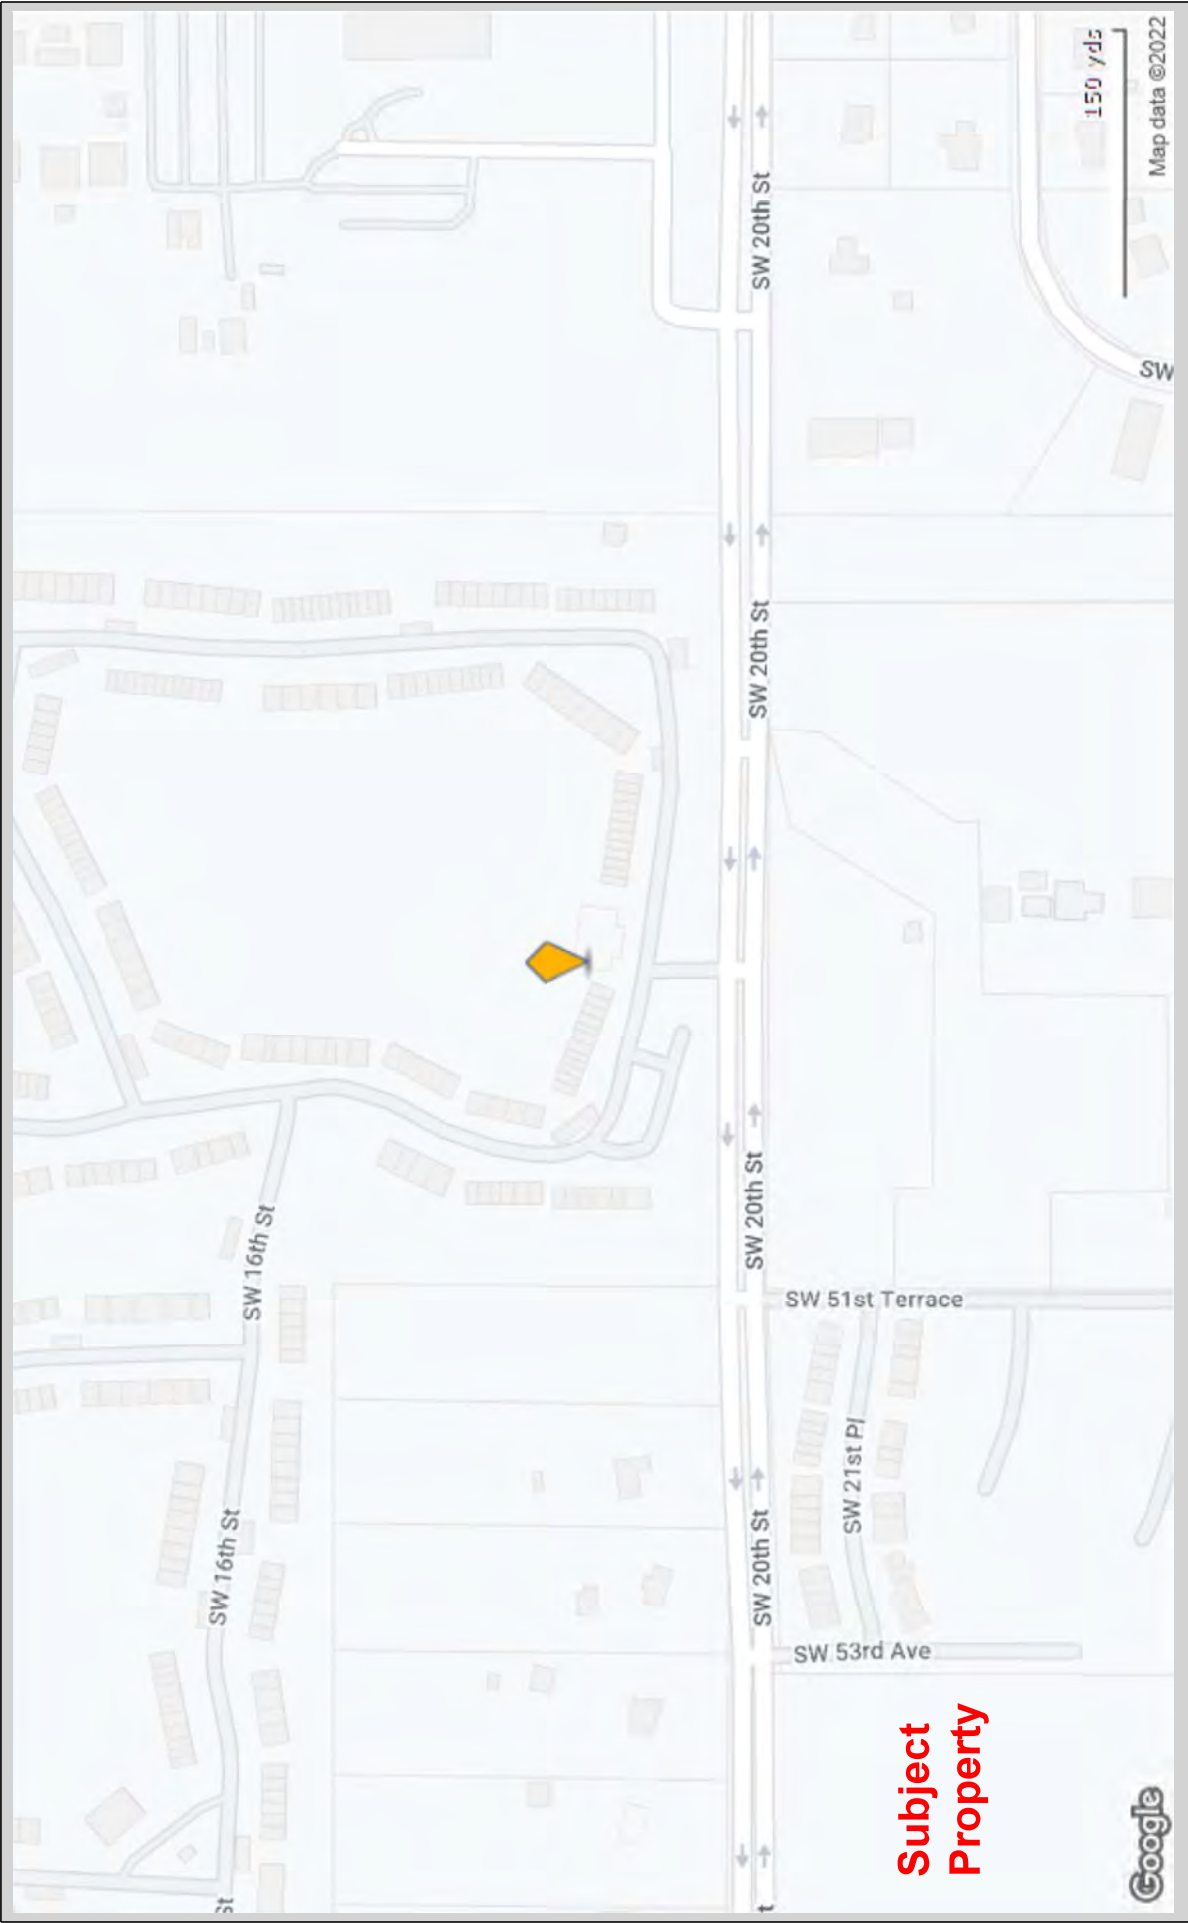 SW 16th St
SW 16th St
St
SW 20th St
SW 20th St
SW 20th St
SW 20th St
t
SW 51st Terrace
SW 21st Pl
SW 53rd Ave
SW
Subject
Property
Google
150 yds
Map data ©2022